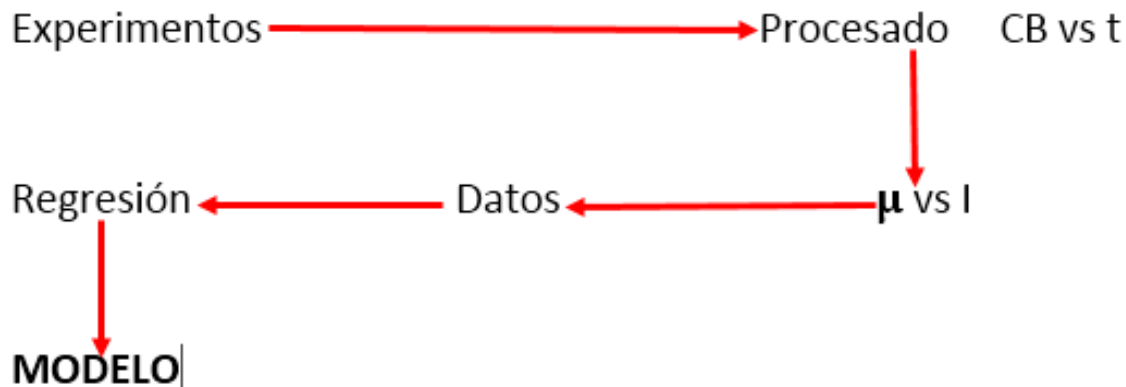 Experimentos Procesado CB vs t
Regresión Datos μ vs I
MODELO